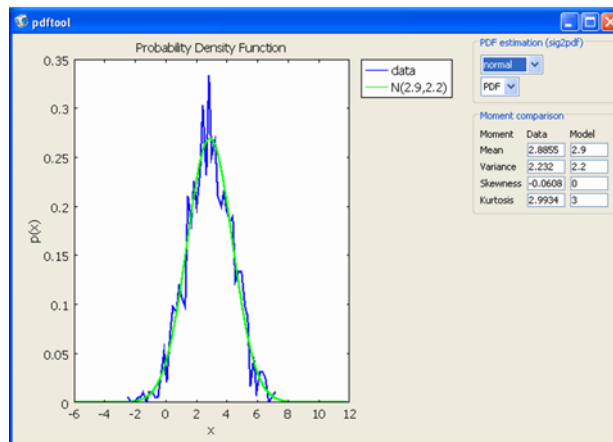 pdftool
Probability Density Function
0.35
0.3
0.25
0.2
0.15
0.1
0.05
0
p(x)
-6 -4 -2 0 2 4 6 8 10 12
x
data
N(2.9,2.2)
PDF estimation (sig2pdf)
normal
PDF
Moment comparison
Moment Data Model
Mean 2.8855 2.9
Variance 2.232 2.2
Skewness -0.0608 0
Kurtosis 2.9934 3